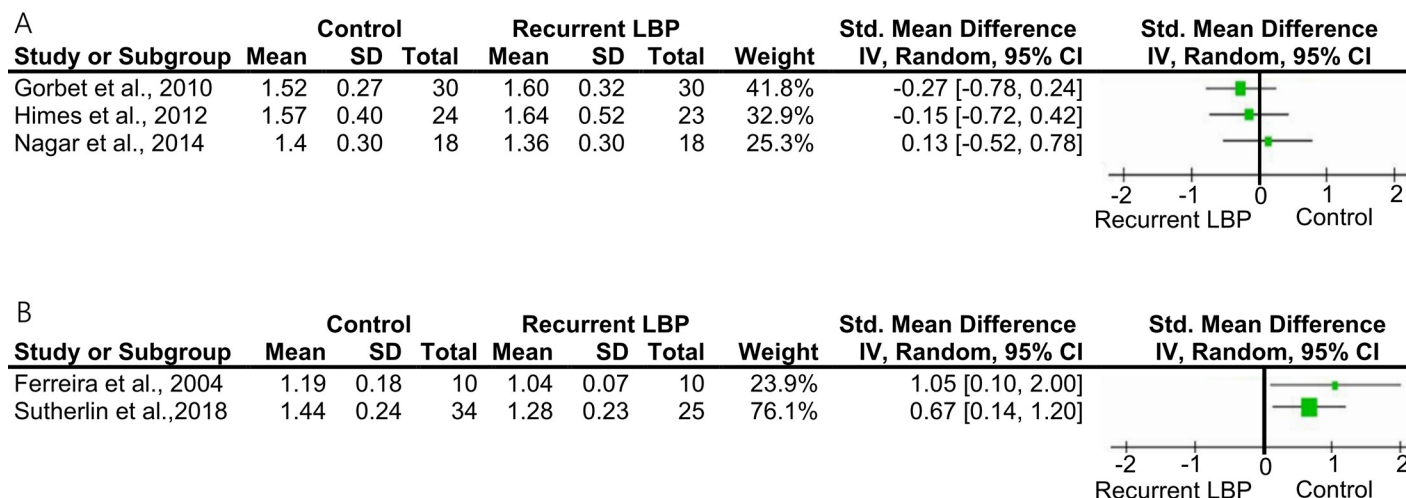 A
Control Recurrent LBP Std. Mean Difference Std. Mean Difference
Study or Subgroup Mean SD Total Mean SD Total Weight IV, Random, 95% CI IV, Random, 95% CI
Gorbet et al., 2010 1.52 0.27 30 1.60 0.32 30 41.8% -0.27 [-0.78, 0.24]
Himes et al., 2012 1.57 0.40 24 1.64 0.52 23 32.9% -0.15 [-0.72, 0.42]
Nagar et al., 2014 1.4 0.30 18 1.36 0.30 18 25.3% 0.13 [-0.52, 0.78]
-2 -1 0 1 2
Recurrent LBP Control
B
Control Recurrent LBP Std. Mean Difference Std. Mean Difference
Study or Subgroup Mean SD Total Mean SD Total Weight IV, Random, 95% CI IV, Random, 95% CI
Ferreira et al., 2004 1.19 0.18 10 1.04 0.07 10 23.9% 1.05 [0.10, 2.00]
Sutherlin et al.,2018 1.44 0.24 34 1.28 0.23 25 76.1% 0.67 [0.14, 1.20]
-2 -1 0 1 2
Recurrent LBP Control